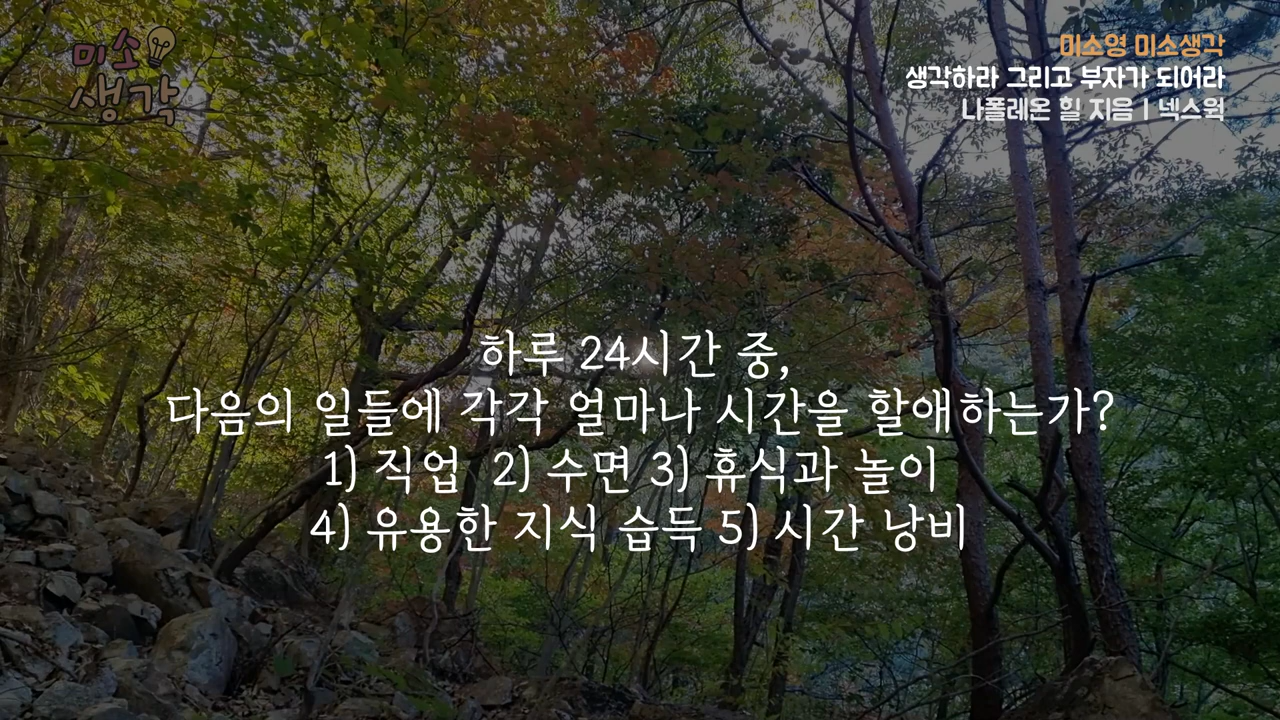 미소
생각
미소영 미소생각
생각하라 그리고 부자가 되어라
나폴레온 힐 지음 | 넥스웍
하루 24시간 중,
다음의 일들에 각각 얼마나 시간을 할애하는가?
1) 직업 2) 수면 3) 휴식과 놀이
4) 유용한 지식 습득 5) 시간 낭비